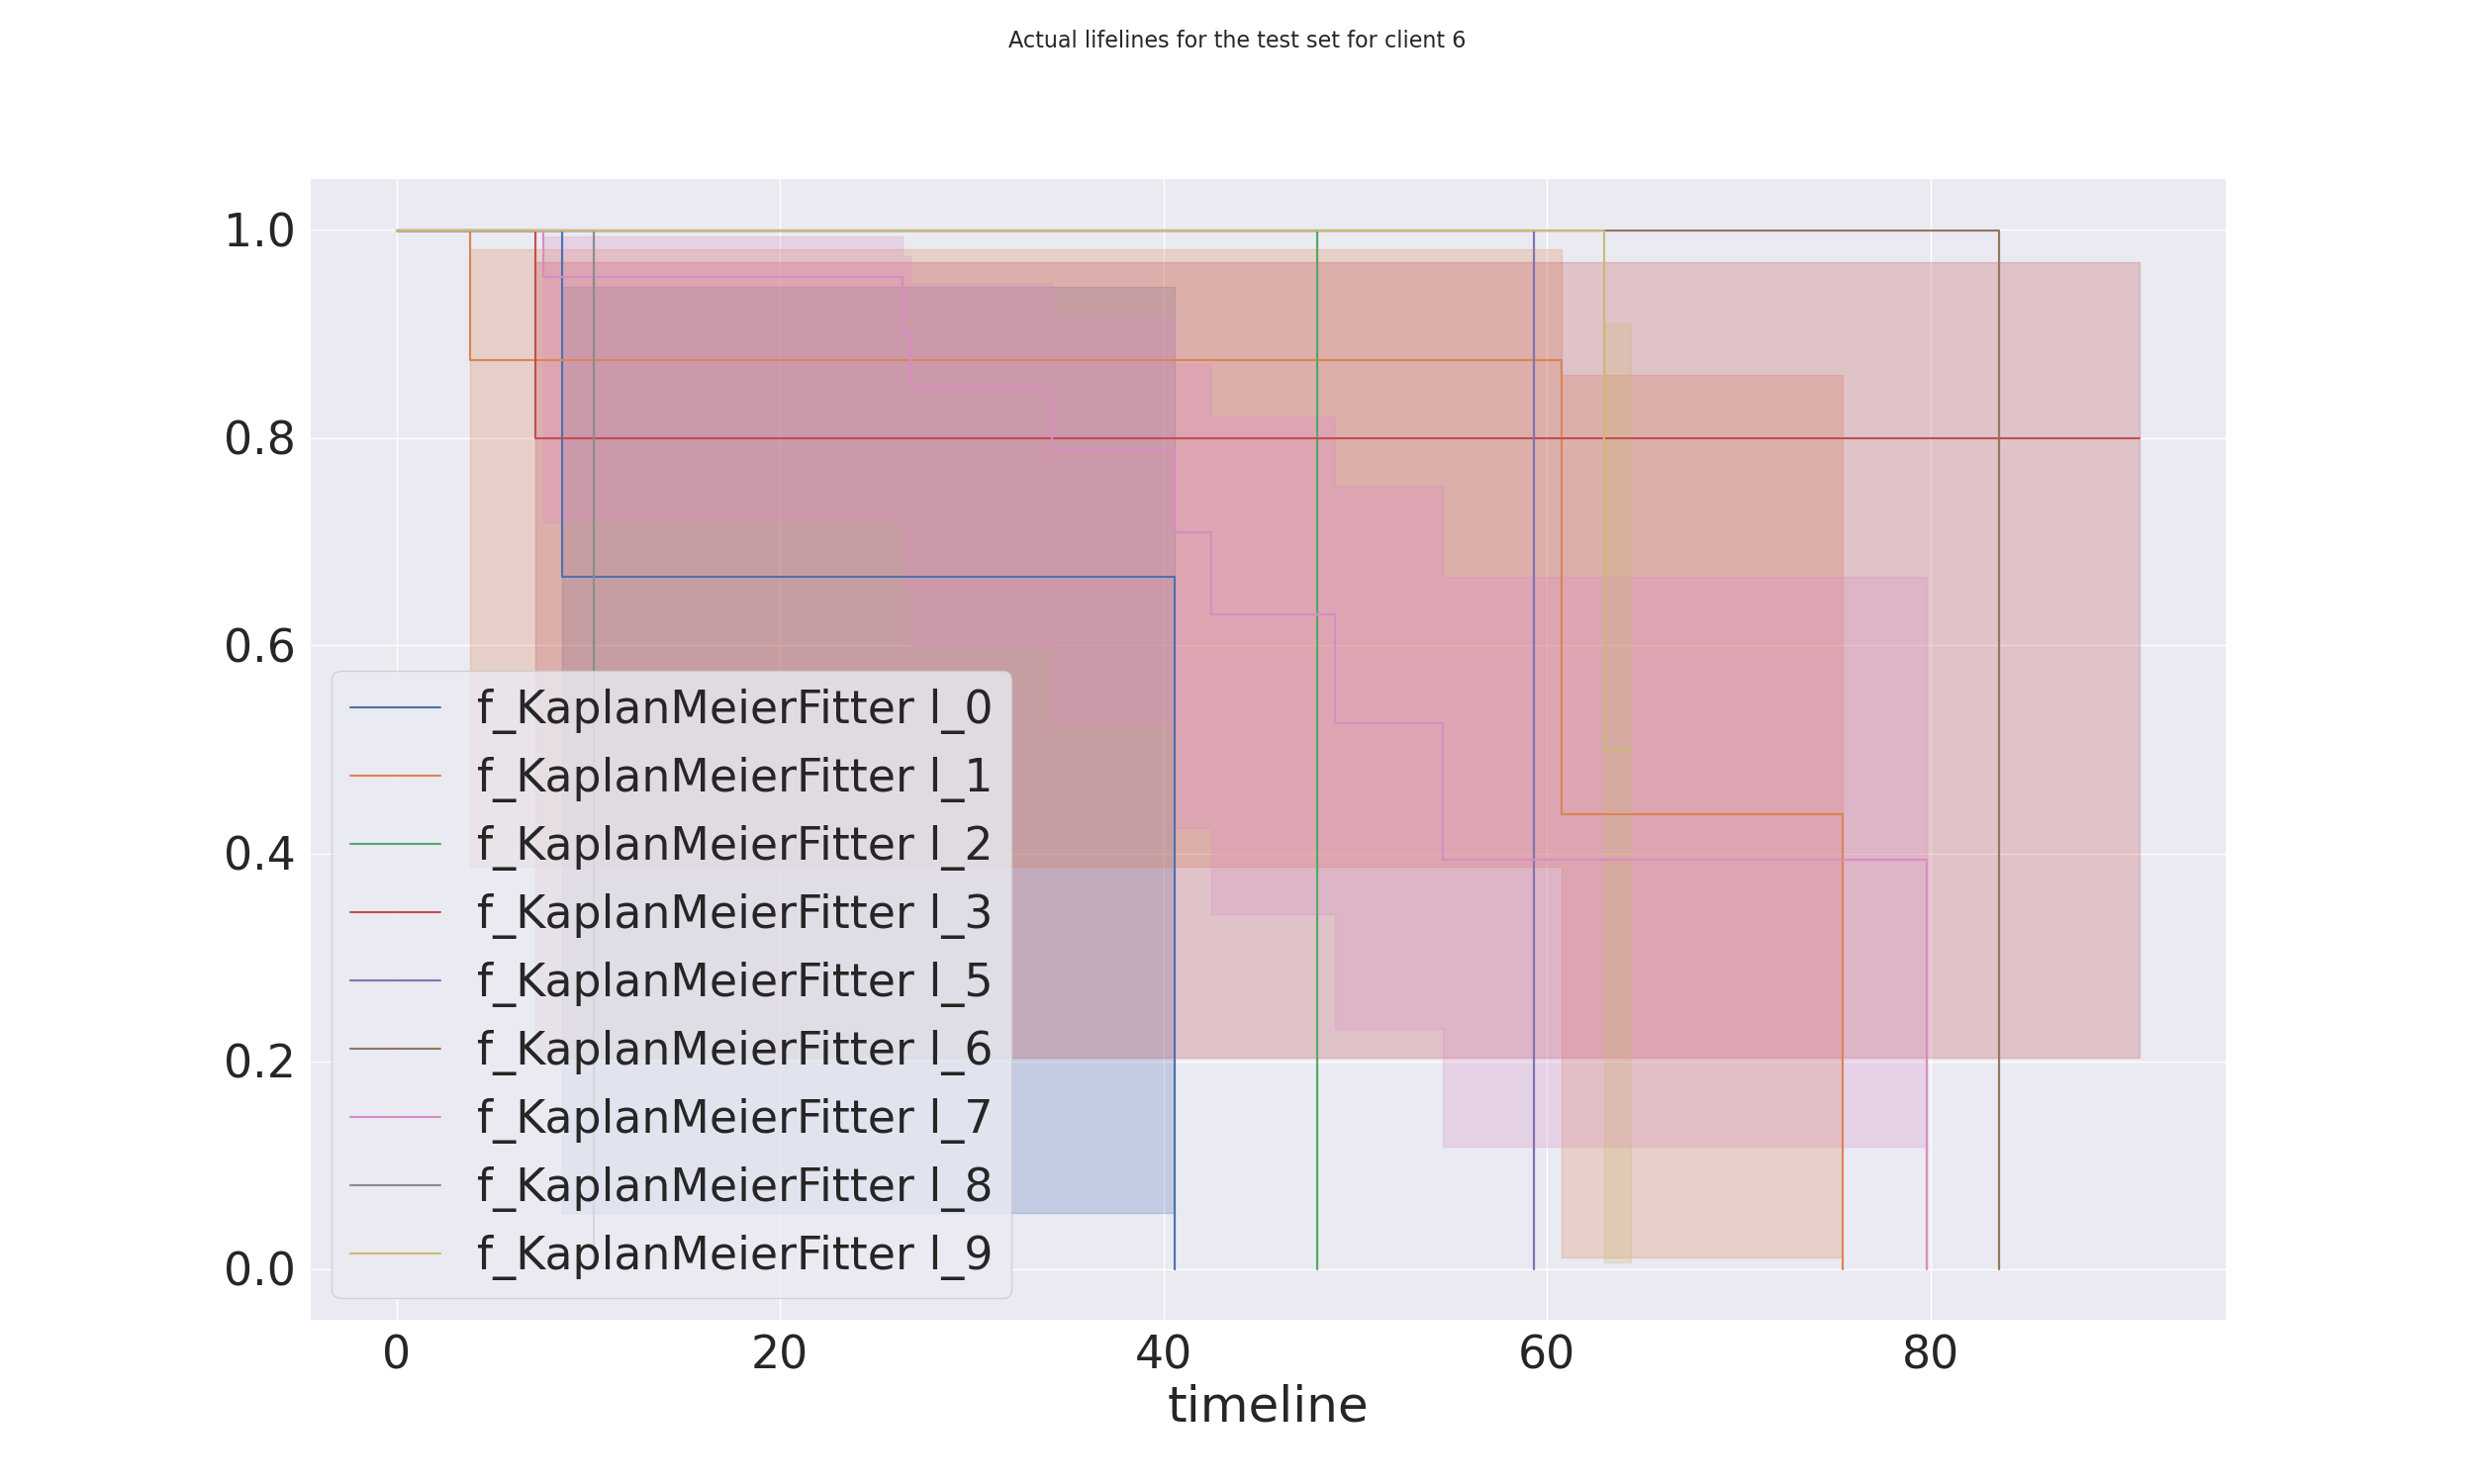 Actual lifelines for the test set for client 6
1.0
0.8
0.6
0.4
0.2
0.0
f_KaplanMeierFitter l_0
f_KaplanMeierFitter l_1
f_KaplanMeierFitter l_2
f_KaplanMeierFitter l_3
f_KaplanMeierFitter l_5
f_KaplanMeierFitter l_6
f_KaplanMeierFitter l_7
f_KaplanMeierFitter l_8
f_KaplanMeierFitter l_9
0 20 40 60 80
timeline